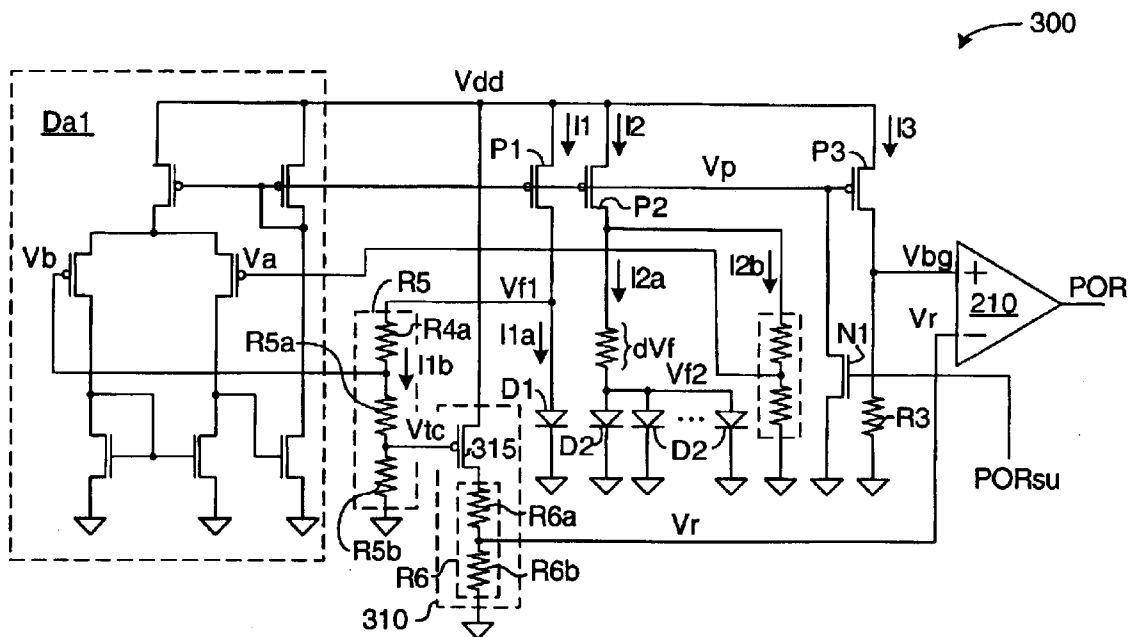 300
Vdd
Da1
I1
I2
I3
P1
P3
Vp
P2
Vb
Va
Vbg
+
210
POR
I2a
I2b
R5
Vf1
Vr
−
R4a
N1
R5a
I1b
I1a
dVf
Vf2
D1
R3
Vtc
315
D2
...
D2
PORsu
R6a
Vr
R5b
R6
R6b
310